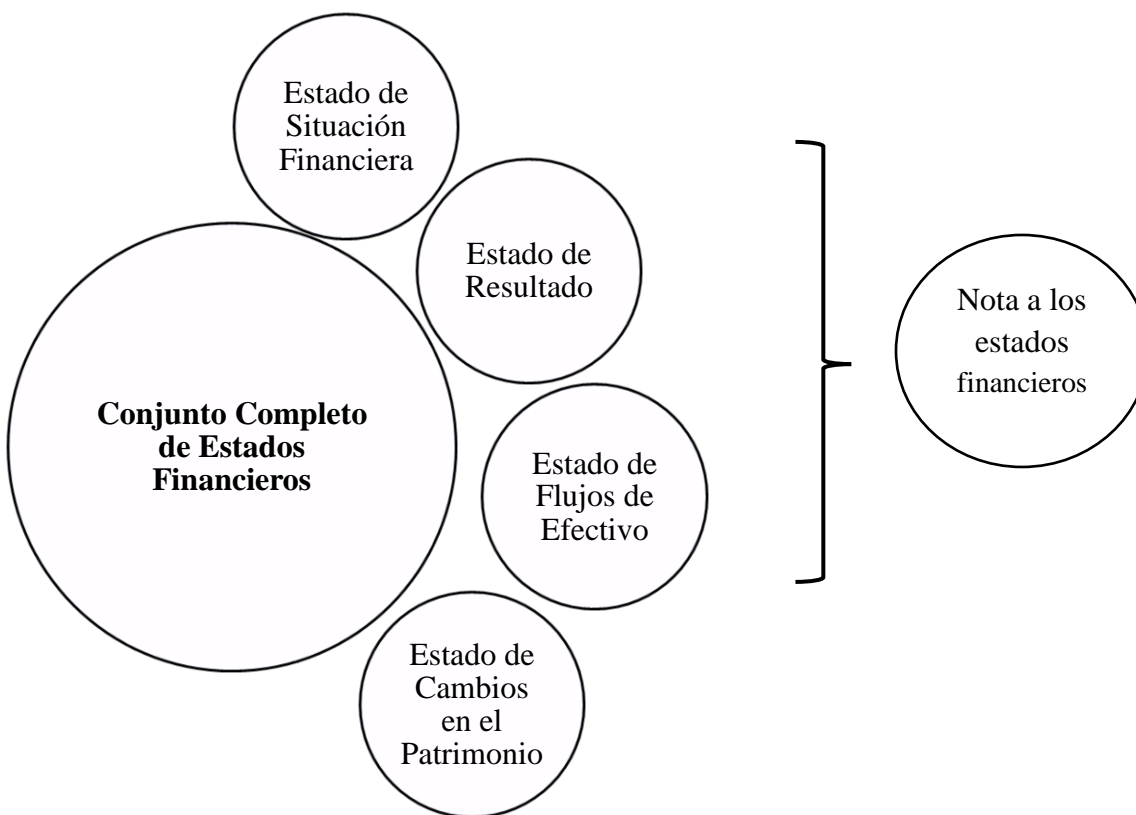 Estado de
Situación
Financiera
Estado de
Resultado
Nota a los
estados
financieros
Conjunto Completo
de Estados
Financieros
Estado de
Flujos de
Efectivo
Estado de
Cambios
en el
Patrimonio